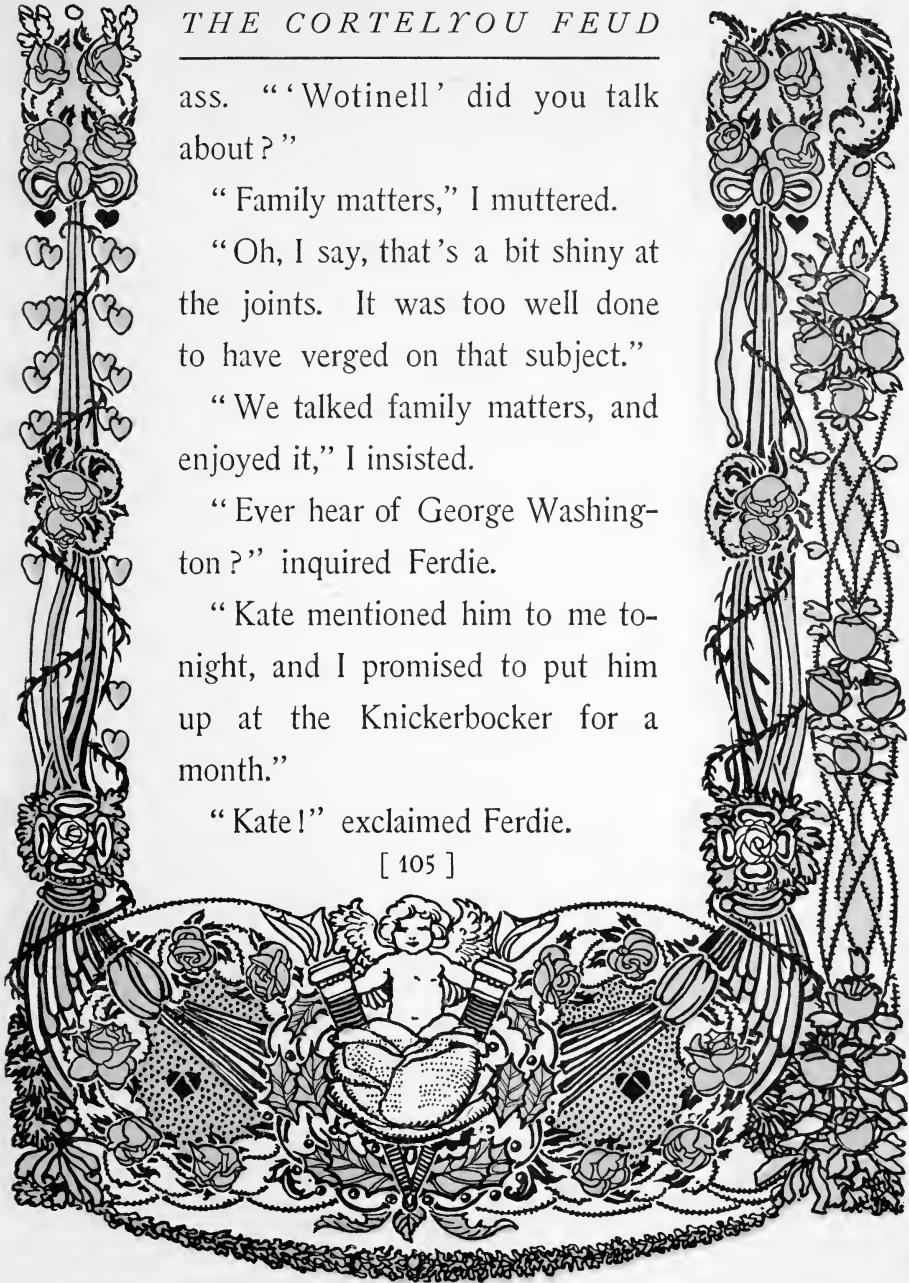 THE CORTELYOU FEUD
ass. “‘Wotinell’ did you talk
about?”
“Family matters,” I muttered.
“Oh, I say, that’s a bit shiny at
the joints. It was too well done
to have verged on that subject.”
“We talked family matters, and
enjoyed it,” I insisted.
“Ever hear of George Washing-
ton?” inquired Ferdie.
“Kate mentioned him to me to-
night, and I promised to put him
up at the Knickerbocker for a
month.”
“Kate!” exclaimed Ferdie.
[ 105 ]